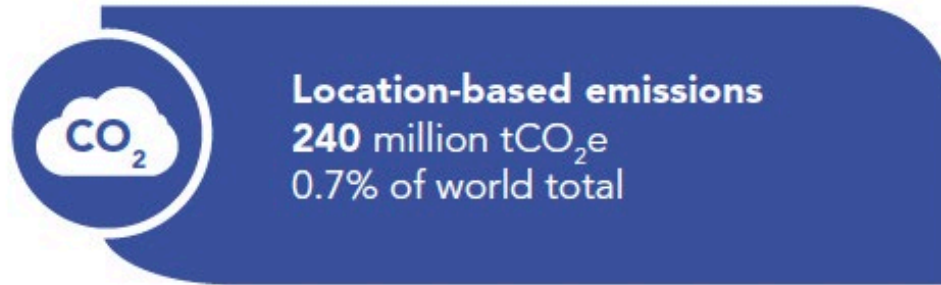 CO₂
Location-based emissions
240 million tCO₂e
0.7% of world total